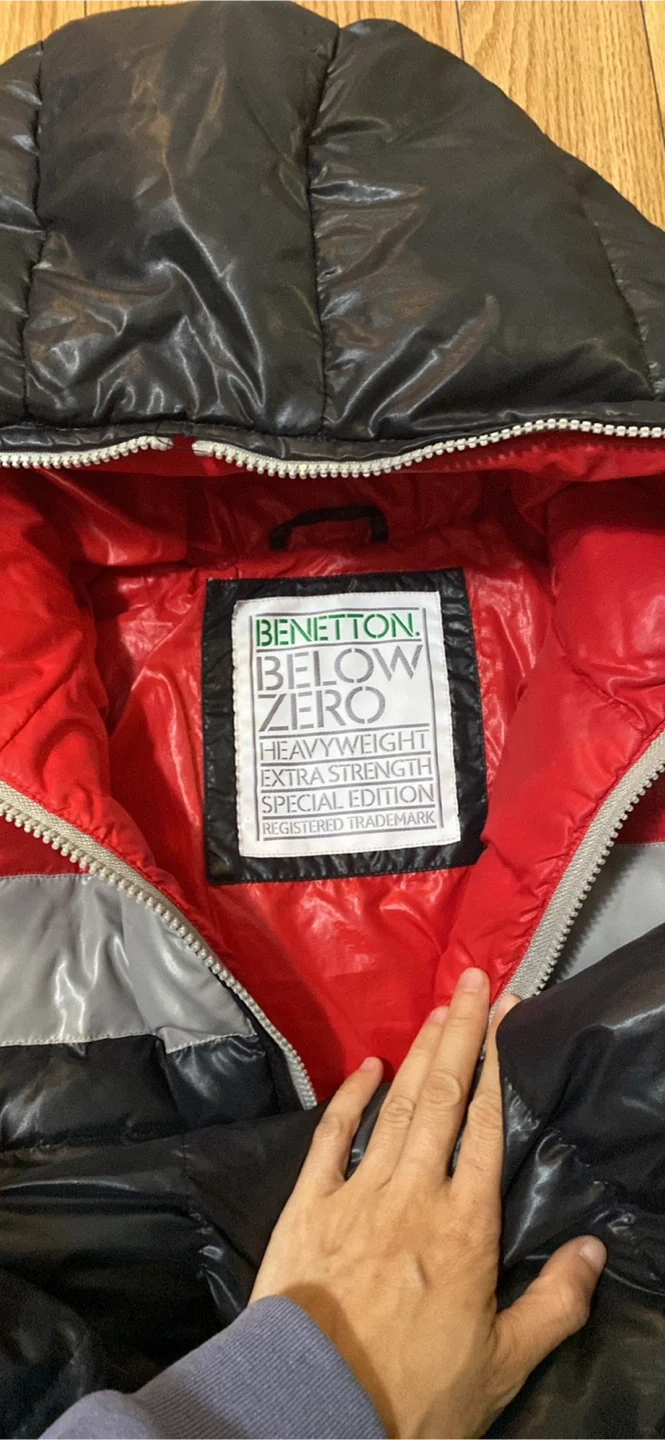 BENETTON.
BELOW
ZERO
HEAVYWEIGHT
EXTRA STRENGTH
SPECIAL EDITION
REGISTERED TRADEMARK